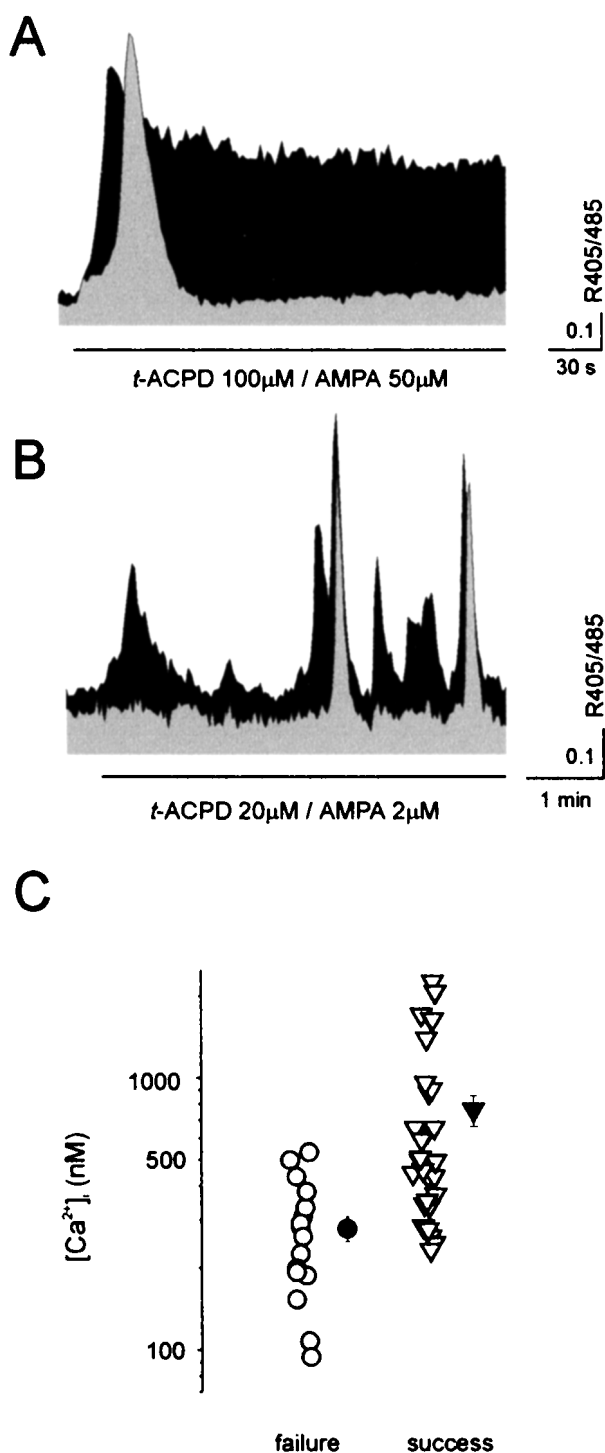 A
R405/485
0.1
30 s
t-ACPD 100µM / AMPA 50µM
B
R405/485
0.1
1 min
t-ACPD 20µM / AMPA 2µM
C
[Ca²⁺]ᵢ (nM)
1000
500
100
failure
success